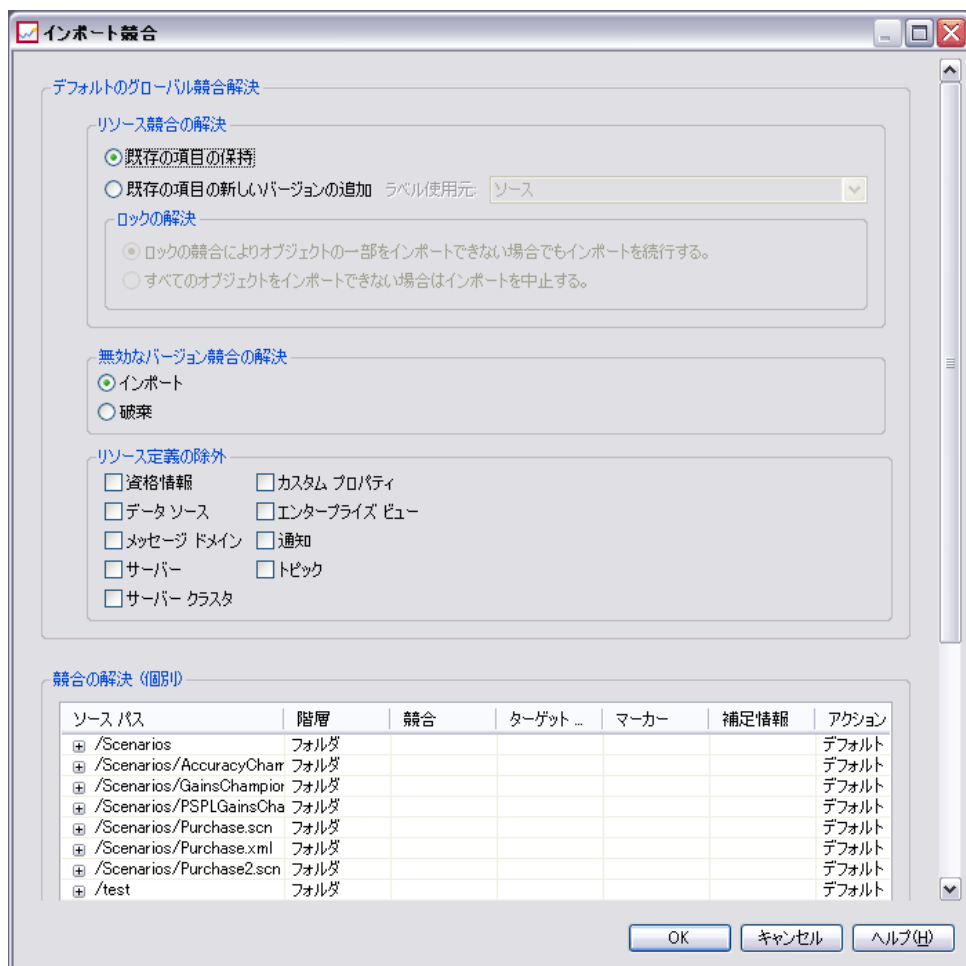 インポート競合
デフォルトのグローバル競合解決
リソース競合の解決
既存の項目の保持
既存の項目の新しいバージョンの追加 ラベル使用元: ソース
ロックの解決
ロックの競合によりオブジェクトの一部をインポートできない場合でもインポートを続行する。
すべてのオブジェクトをインポートできない場合はインポートを中止する。
無効なバージョン競合の解決
インポート
破棄
リソース定義の除外
資格情報 カスタム プロパティ
データ ソース エンタープライズ ビュー
メッセージ ドメイン 通知
サーバー トピック
サーバー クラスタ
競合の解決 (個別)
ソース パス 階層 競合 ターゲット ... マーカー 補足情報 アクション
/Scenarios フォルダ デフォルト
/Scenarios/AccuracyCham フォルダ デフォルト
/Scenarios/GainsChampion フォルダ デフォルト
/Scenarios/PSPLGainsCha フォルダ デフォルト
/Scenarios/Purchase.scn フォルダ デフォルト
/Scenarios/Purchase.xml フォルダ デフォルト
/Scenarios/Purchase2.scn フォルダ デフォルト
/test フォルダ デフォルト
OK キャンセル ヘルプ(H)